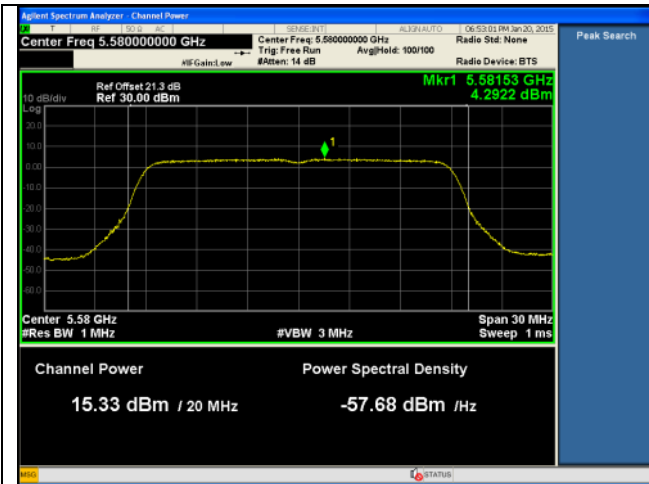 Agilent Spectrum Analyzer - Channel Power
T RF 50 Ω AC SENSE:INT ALIGN AUTO 06:53:01 PM Jan 20, 2015
Center Freq 5.580000000 GHz Center Freq: 5.580000000 GHz Radio Std: None Peak Search
Trig: Free Run Avg|Hold: 100/100
#IFGain:Low #Atten: 14 dB Radio Device: BTS
Mkr1 5.58153 GHz
4.2922 dBm
Ref Offset 21.3 dB
10 dB/div Ref 30.00 dBm
Log
20.0
10.0
1
0.00
-10.0
-20.0
-30.0
-40.0
-50.0
-60.0
Center 5.58 GHz Span 30 MHz
#Res BW 1 MHz #VBW 3 MHz Sweep 1 ms
Channel Power Power Spectral Density
15.33 dBm / 20 MHz -57.68 dBm /Hz
MSG STATUS